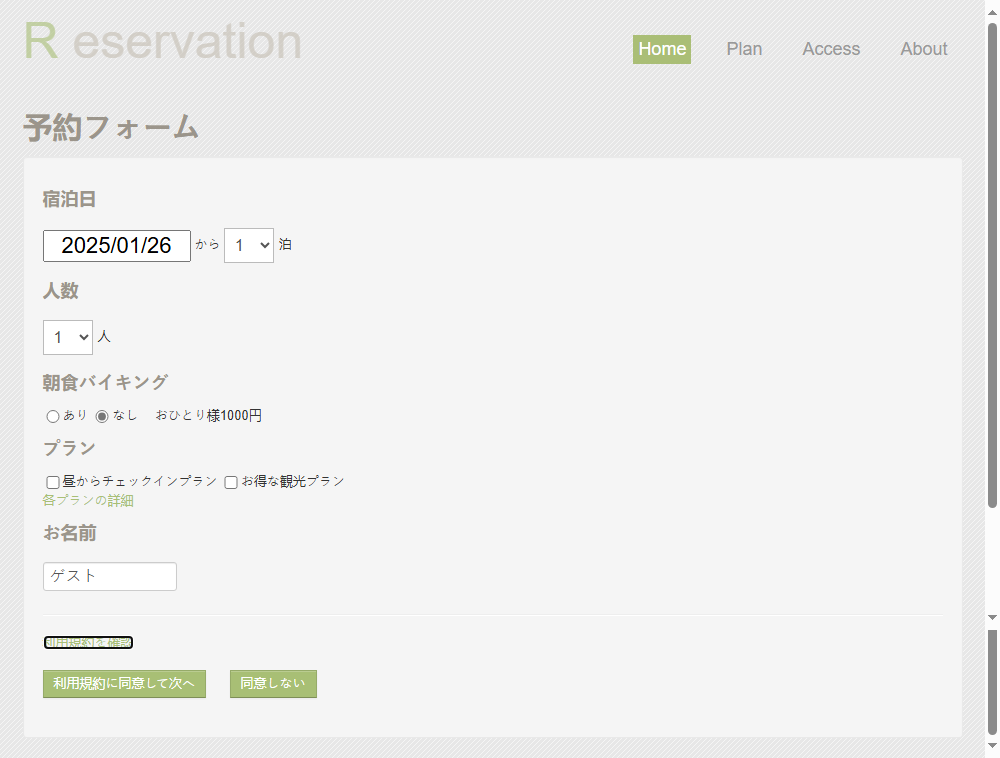 R eservation
Home Plan Access About
予約フォーム
宿泊日
2025/01/26 から 1 泊
人数
1 人
朝食バイキング
あり なし おひとり様1000円
プラン
昼からチェックインプラン お得な観光プラン
各プランの詳細
お名前
ゲスト
利用規約を確認
利用規約に同意して次へ 同意しない